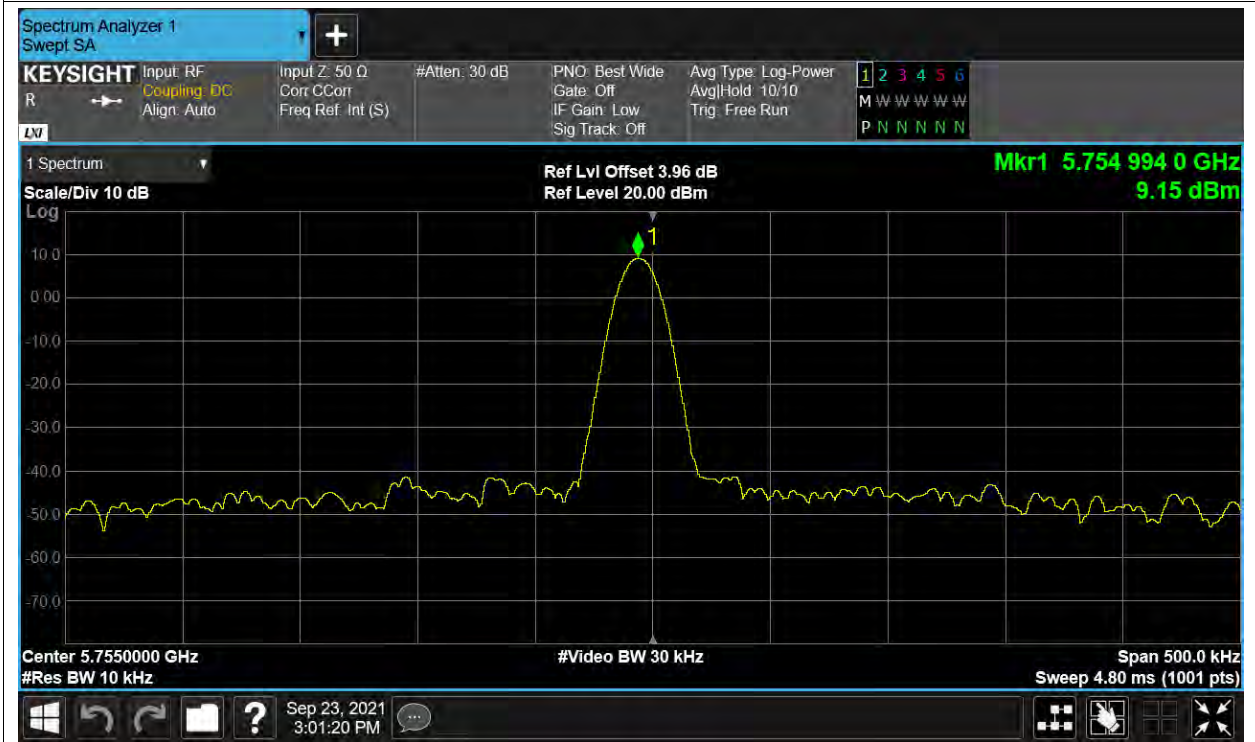 Spectrum Analyzer 1
Swept SA
+
KEYSIGHT Input: RF Input Z: 50 Ω #Atten: 30 dB PNO: Best Wide Avg Type: Log-Power 1 2 3 4 5 6
R Coupling: DC Corr CCorr Gate: Off Avg|Hold: 10/10 M W W W W W W
Align: Auto Freq Ref: Int (S) IF Gain: Low Trig: Free Run
LXI Sig Track: Off P N N N N N N
1 Spectrum Ref Lvl Offset 3.96 dB Mkr1 5.754 994 0 GHz
Scale/Div 10 dB Ref Level 20.00 dBm 9.15 dBm
Log
1
10.0
0.00
-10.0
-20.0
-30.0
-40.0
-50.0
-60.0
-70.0
Center 5.7550000 GHz #Video BW 30 kHz Span 500.0 kHz
#Res BW 10 kHz Sweep 4.80 ms (1001 pts)
? Sep 23, 2021
3:01:20 PM